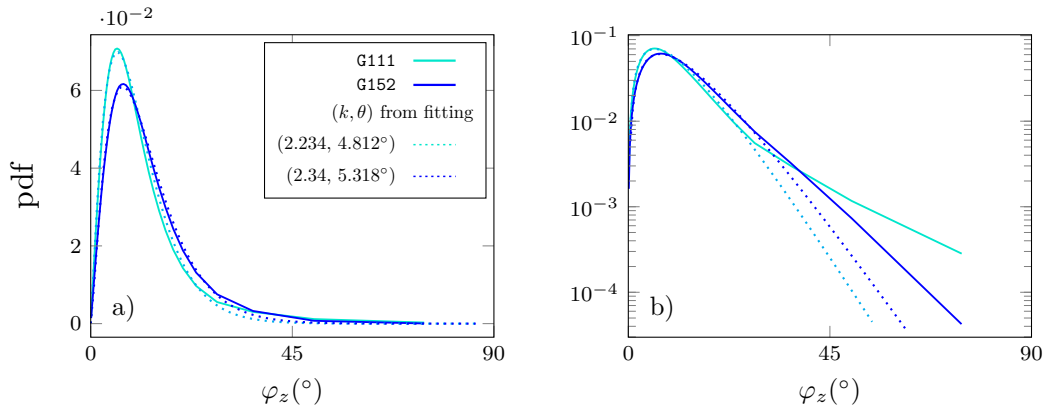 ·10⁻²
6
4
2
0
pdf
G111
G152
(k, θ) from fitting
(2.234, 4.812°)
(2.34, 5.318°)
a)
0
45
90
φ_z(°)
10⁻¹
10⁻²
10⁻³
10⁻⁴
b)
0
45
90
φ_z(°)